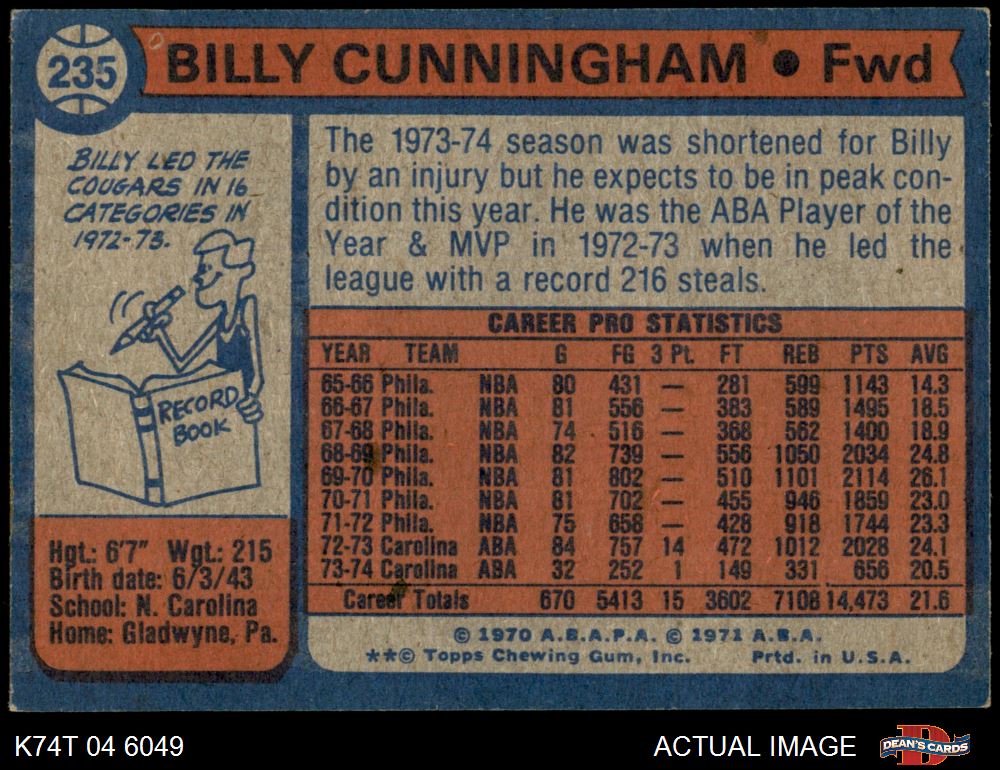 235
BILLY CUNNINGHAM • Fwd
BILLY LED THE
COUGARS IN 16
CATEGORIES IN
1972-73.
RECORD
BOOK
Hgt.: 6'7" Wgt.: 215
Birth date: 6/3/43
School: N. Carolina
Home: Gladwyne, Pa.
The 1973-74 season was shortened for Billy
by an injury but he expects to be in peak con-
dition this year. He was the ABA Player of the
Year & MVP in 1972-73 when he led the
league with a record 216 steals.
CAREER PRO STATISTICS
YEAR TEAM G FG 3 Pt. FT REB PTS AVG
65-66 Phila. NBA 80 431 — 281 599 1143 14.3
66-67 Phila. NBA 81 556 — 383 589 1495 18.5
67-68 Phila. NBA 74 516 — 368 562 1400 18.9
68-69 Phila. NBA 82 739 — 556 1050 2034 24.8
69-70 Phila. NBA 81 802 — 510 1101 2114 26.1
70-71 Phila. NBA 81 702 — 455 946 1859 23.0
71-72 Phila. NBA 75 658 — 428 918 1744 23.3
72-73 Carolina ABA 84 757 14 472 1012 2028 24.1
73-74 Carolina ABA 32 252 1 149 331 656 20.5
Career Totals 670 5413 15 3602 7108 14,473 21.6
© 1970 A.B.A.P.A. © 1971 A.B.A.
**© Topps Chewing Gum, Inc. Prtd. in U.S.A.
K74T 04 6049
ACTUAL IMAGE
DEAN'S CARDS